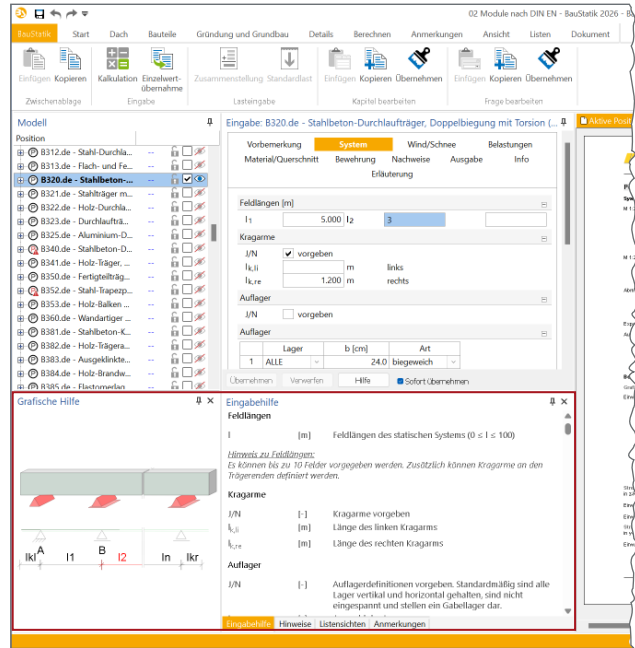 02 Module nach DIN EN - BauStatik 2026 - B
BauStatik Start Dach Bauteile Gründung und Grundbau Details Berechnen Anmerkungen Ansicht Listen Dokument
Einfügen Kopieren Kalkulation Einzelwert-
übernahme Zusammenstellung Standardlast Einfügen Kopieren Übernehmen Einfügen Kopieren Übernehmen
Zwischenablage Eingabe Lasteingabe Kapitel bearbeiten Frage bearbeiten
Modell
Position
B312.de - Stahl-Durchla... --
B313.de - Flach- und Fe... --
B320.de - Stahlbeton-... --
B321.de - Stahlträger m... --
B322.de - Holz-Durchla... --
B323.de - Durchlaufträ... --
B325.de - Aluminium-D... --
B340.de - Stahlbeton-D... --
B341.de - Holz-Träger, ... --
B350.de - Fertigteilträg... --
B352.de - Stahl-Trapezp... --
B353.de - Holz-Balken ... --
B360.de - Wandartiger ... --
B381.de - Stahlbeton-K... --
B382.de - Holz-Trägera... --
B383.de - Ausgeklinkte... --
B384.de - Holz-Brandw... --
B385.de - Elastomerlag... --
Eingabe: B320.de - Stahlbeton-Durchlaufträger, Doppelbiegung mit Torsion (...
Vorbemerkung System Wind/Schnee Belastungen
Material/Querschnitt Bewehrung Nachweise Ausgabe Info
Erläuterung
Feldlängen [m]
l1 5.000 l2 3
Kragarme
J/N vorgeben
lk,li m links
lk,re 1.200 m rechts
Auflager
J/N vorgeben
Auflager
Lager b [cm] Art
1 ALLE 24.0 biegeweich
Übernehmen Verwerfen Hilfe Sofort übernehmen
Aktive Posit
Grafische Hilfe
A B
lkl l1 l2 ln lkr
Eingabehilfe
Feldlängen
l [m] Feldlängen des statischen Systems (0 ≤ l ≤ 100)
Hinweis zu Feldlängen:
Es können bis zu 10 Felder vorgegeben werden. Zusätzlich können Kragarme an den
Trägerenden definiert werden.
Kragarme
J/N [-] Kragarme vorgeben
lk,li [m] Länge des linken Kragarms
lk,re [m] Länge des rechten Kragarms
Auflager
J/N [-] Auflagerdefinitionen vorgeben. Standardmäßig sind alle
Lager vertikal und horizontal gehalten, sind nicht
eingespannt und stellen ein Gabellager dar.
Eingabehilfe Hinweise Listensichten Anmerkungen